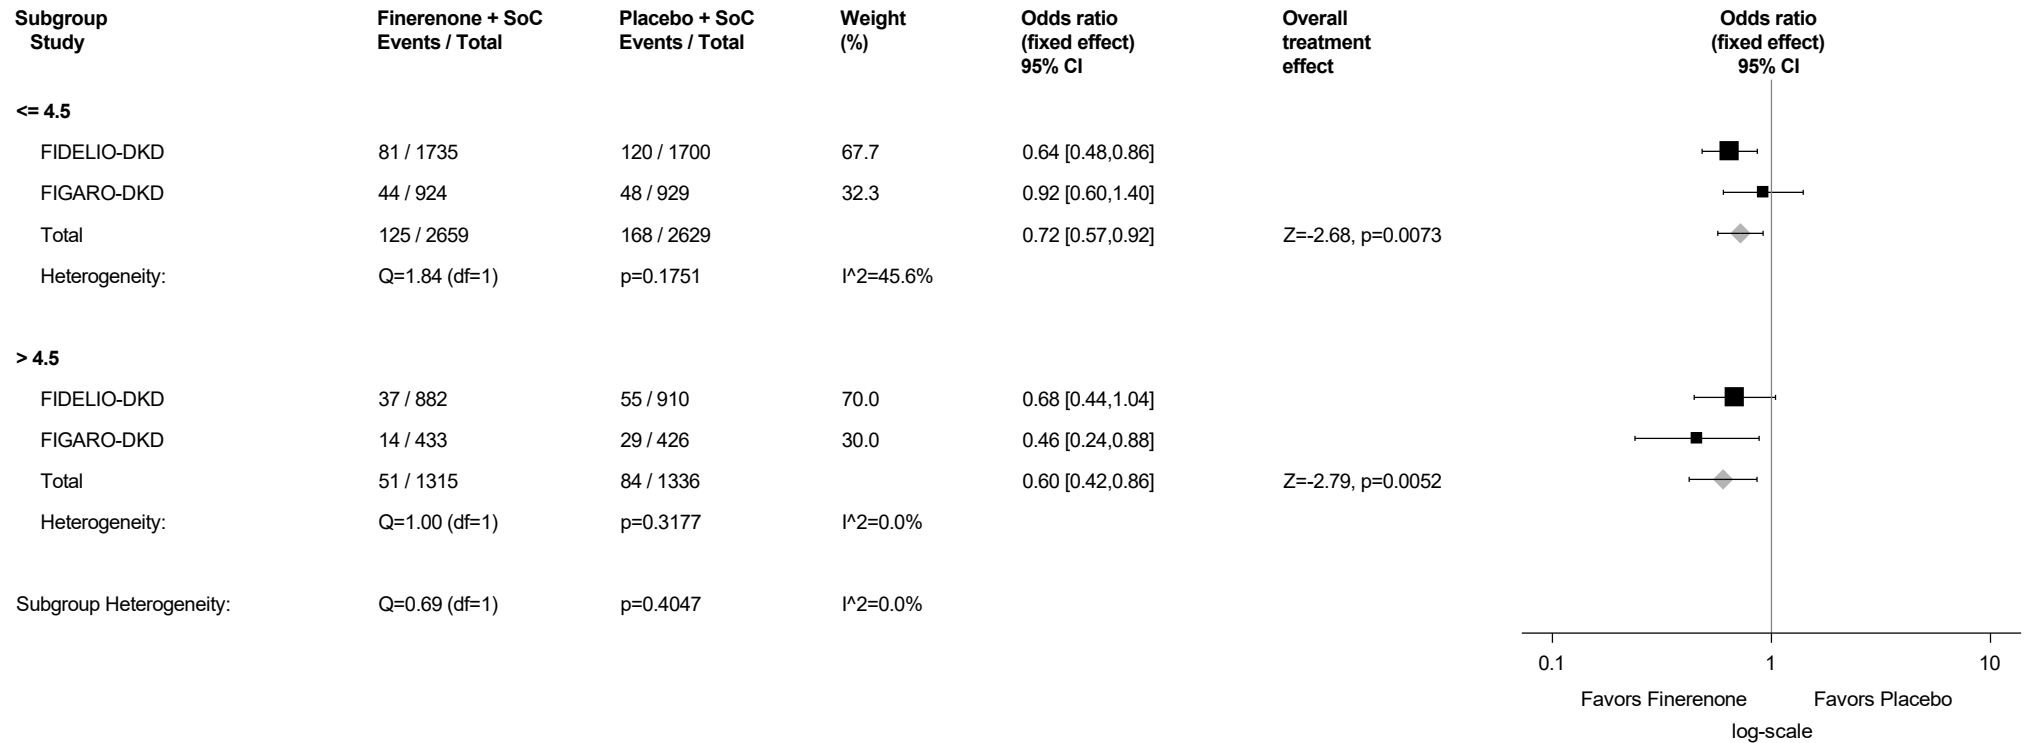 Subgroup Finerenone + SoC Placebo + SoC Weight Odds ratio Overall Odds ratio
Study Events / Total Events / Total (%) (fixed effect) treatment (fixed effect)
95% CI effect 95% CI
<= 4.5
FIDELIO-DKD 81 / 1735 120 / 1700 67.7 0.64 [0.48,0.86]
FIGARO-DKD 44 / 924 48 / 929 32.3 0.92 [0.60,1.40]
Total 125 / 2659 168 / 2629 0.72 [0.57,0.92] Z=-2.68, p=0.0073
Heterogeneity: Q=1.84 (df=1) p=0.1751 I^2=45.6%
> 4.5
FIDELIO-DKD 37 / 882 55 / 910 70.0 0.68 [0.44,1.04]
FIGARO-DKD 14 / 433 29 / 426 30.0 0.46 [0.24,0.88]
Total 51 / 1315 84 / 1336 0.60 [0.42,0.86] Z=-2.79, p=0.0052
Heterogeneity: Q=1.00 (df=1) p=0.3177 I^2=0.0%
Subgroup Heterogeneity: Q=0.69 (df=1) p=0.4047 I^2=0.0%
0.1 1 10
Favors Finerenone Favors Placebo
log-scale